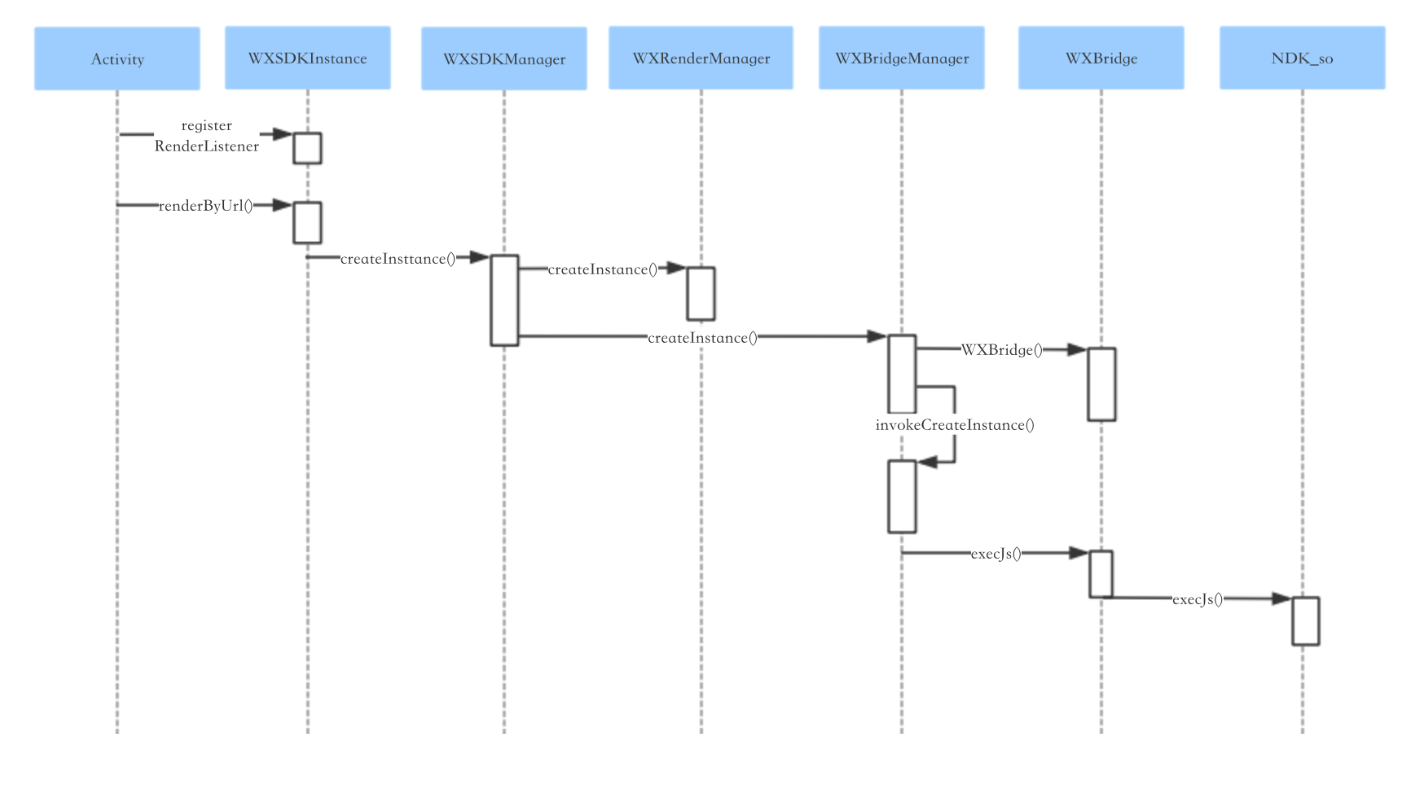 Activity
WXSDKInstance
WXSDKManager
WXRenderManager
WXBridgeManager
WXBridge
NDK_so
register
RenderListener
renderByUrl()
createInsttance()
createInstance()
createInstance()
WXBridge()
invokeCreateInstance()
execJs()
execJs()